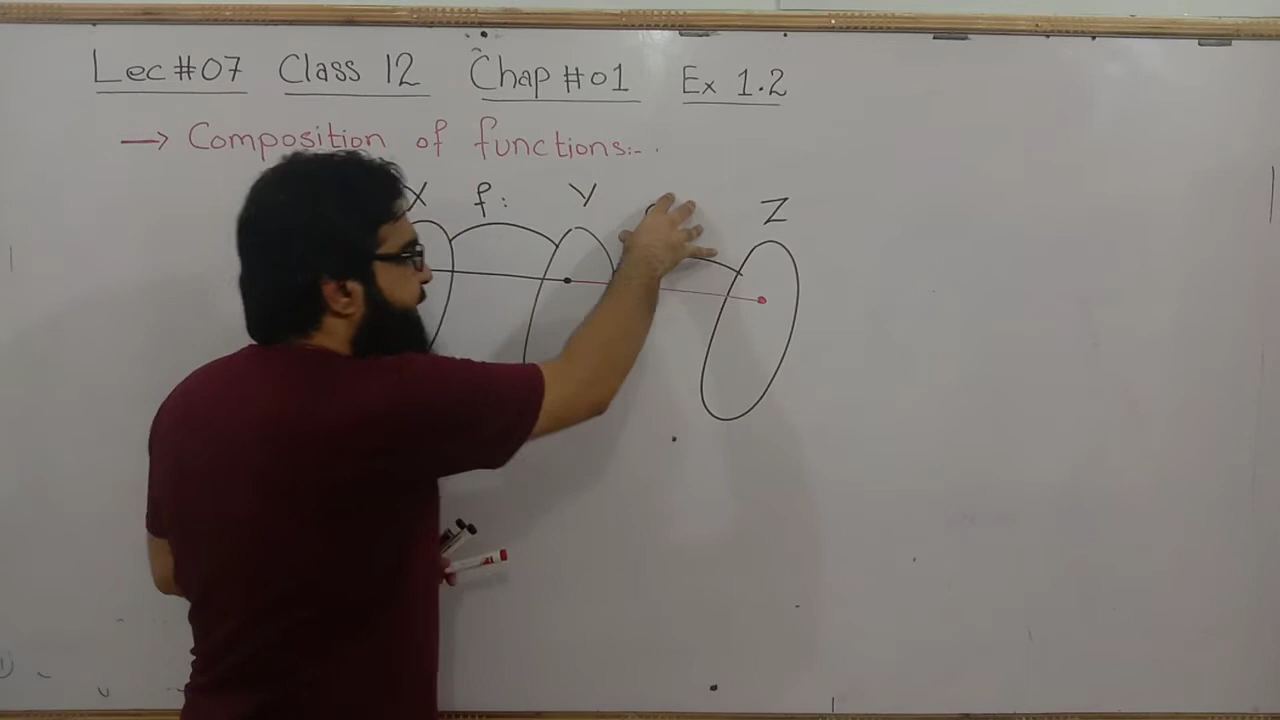 Lec #07 Class 12 Chap #01 Ex 1.2
→ Composition of functions:-
X f: Y Z